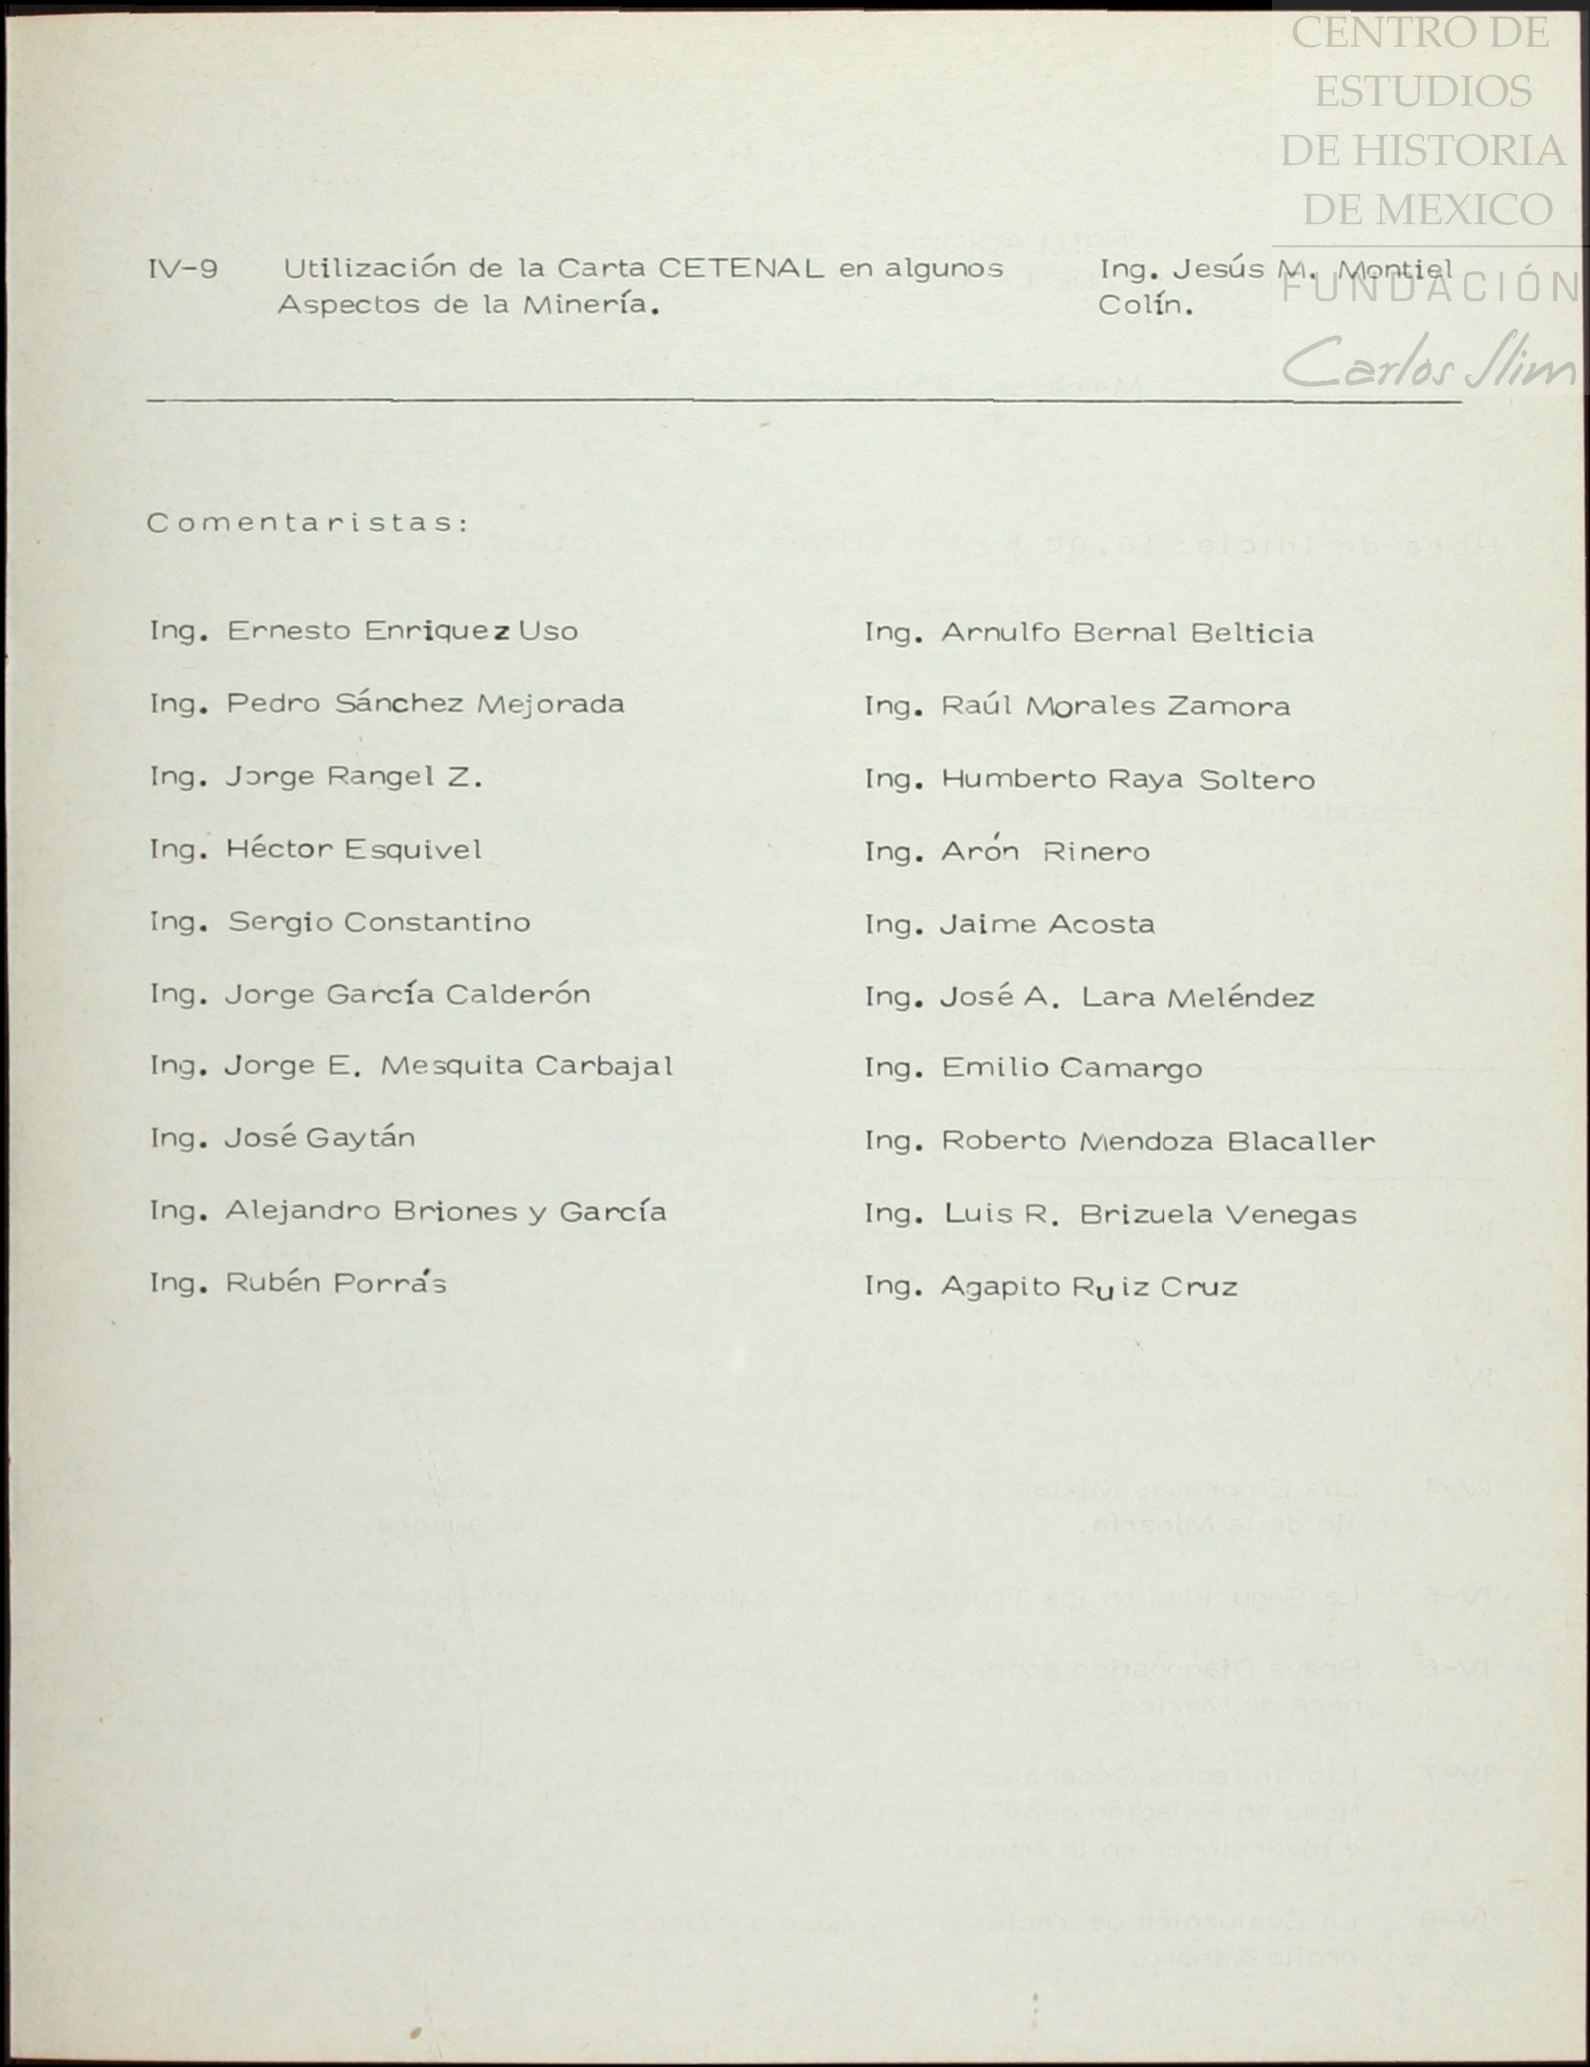 CENTRO DE
ESTUDIOS
DE HISTORIA
DE MEXICO
FUNDACIÓN
Carlos Slim
IV-9 Utilización de la Carta CETENAL en algunos Ing. Jesús M. Montiel
Aspectos de la Minería. Colín.
Comentaristas:
Ing. Ernesto Enriquez Uso
Ing. Pedro Sánchez Mejorada
Ing. Jorge Rangel Z.
Ing. Héctor Esquivel
Ing. Sergio Constantino
Ing. Jorge García Calderón
Ing. Jorge E. Mesquita Carbajal
Ing. José Gaytán
Ing. Alejandro Briones y García
Ing. Rubén Porrás
Ing. Arnulfo Bernal Belticia
Ing. Raúl Morales Zamora
Ing. Humberto Raya Soltero
Ing. Arón Rinero
Ing. Jaime Acosta
Ing. José A. Lara Meléndez
Ing. Emilio Camargo
Ing. Roberto Mendoza Blacaller
Ing. Luis R. Brizuela Venegas
Ing. Agapito Ruiz Cruz